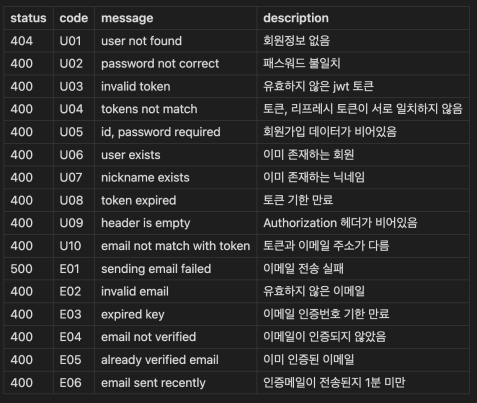 status code message description
404 U01 user not found 회원정보 없음
400 U02 password not correct 패스워드 불일치
400 U03 invalid token 유효하지 않은 jwt 토큰
400 U04 tokens not match 토큰, 리프레시 토큰이 서로 일치하지 않음
400 U05 id, password required 회원가입 데이터가 비어있음
400 U06 user exists 이미 존재하는 회원
400 U07 nickname exists 이미 존재하는 닉네임
400 U08 token expired 토큰 기한 만료
400 U09 header is empty Authorization 헤더가 비어있음
400 U10 email not match with token 토큰과 이메일 주소가 다름
500 E01 sending email failed 이메일 전송 실패
400 E02 invalid email 유효하지 않은 이메일
400 E03 expired key 이메일 인증번호 기한 만료
400 E04 email not verified 이메일이 인증되지 않았음
400 E05 already verified email 이미 인증된 이메일
400 E06 email sent recently 인증메일이 전송된지 1분 미만